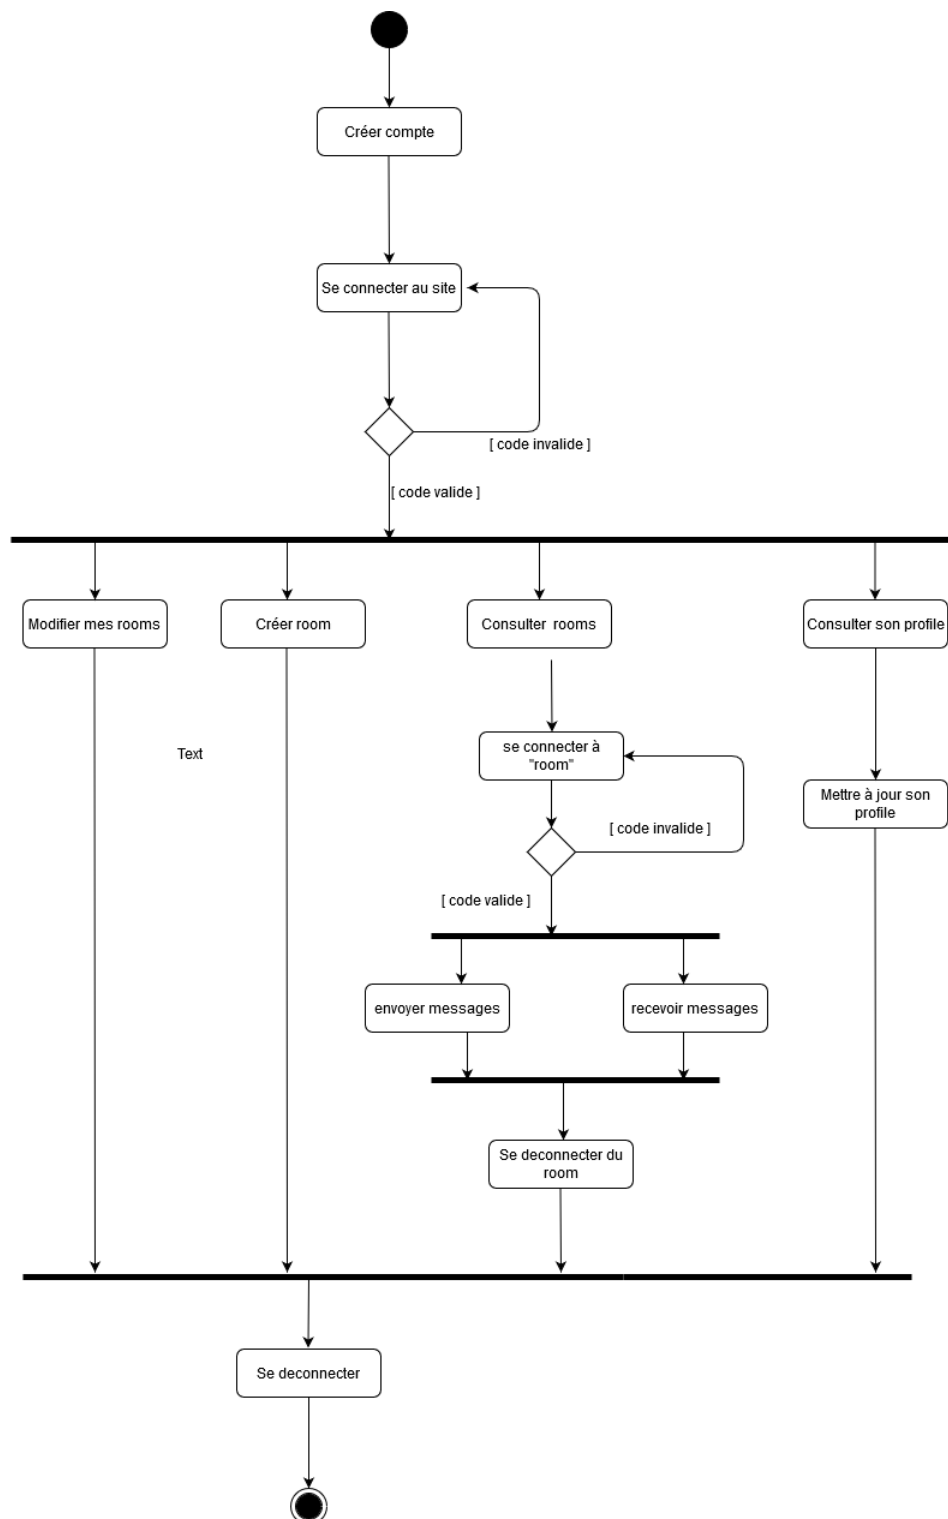 Créer compte
Se connecter au site
[ code invalide ]
[ code valide ]
Modifier mes rooms
Créer room
Consulter rooms
Consulter son profile
Text
se connecter à
"room"
Mettre à jour son
profile
[ code invalide ]
[ code valide ]
envoyer messages
recevoir messages
Se deconnecter du
room
Se deconnecter